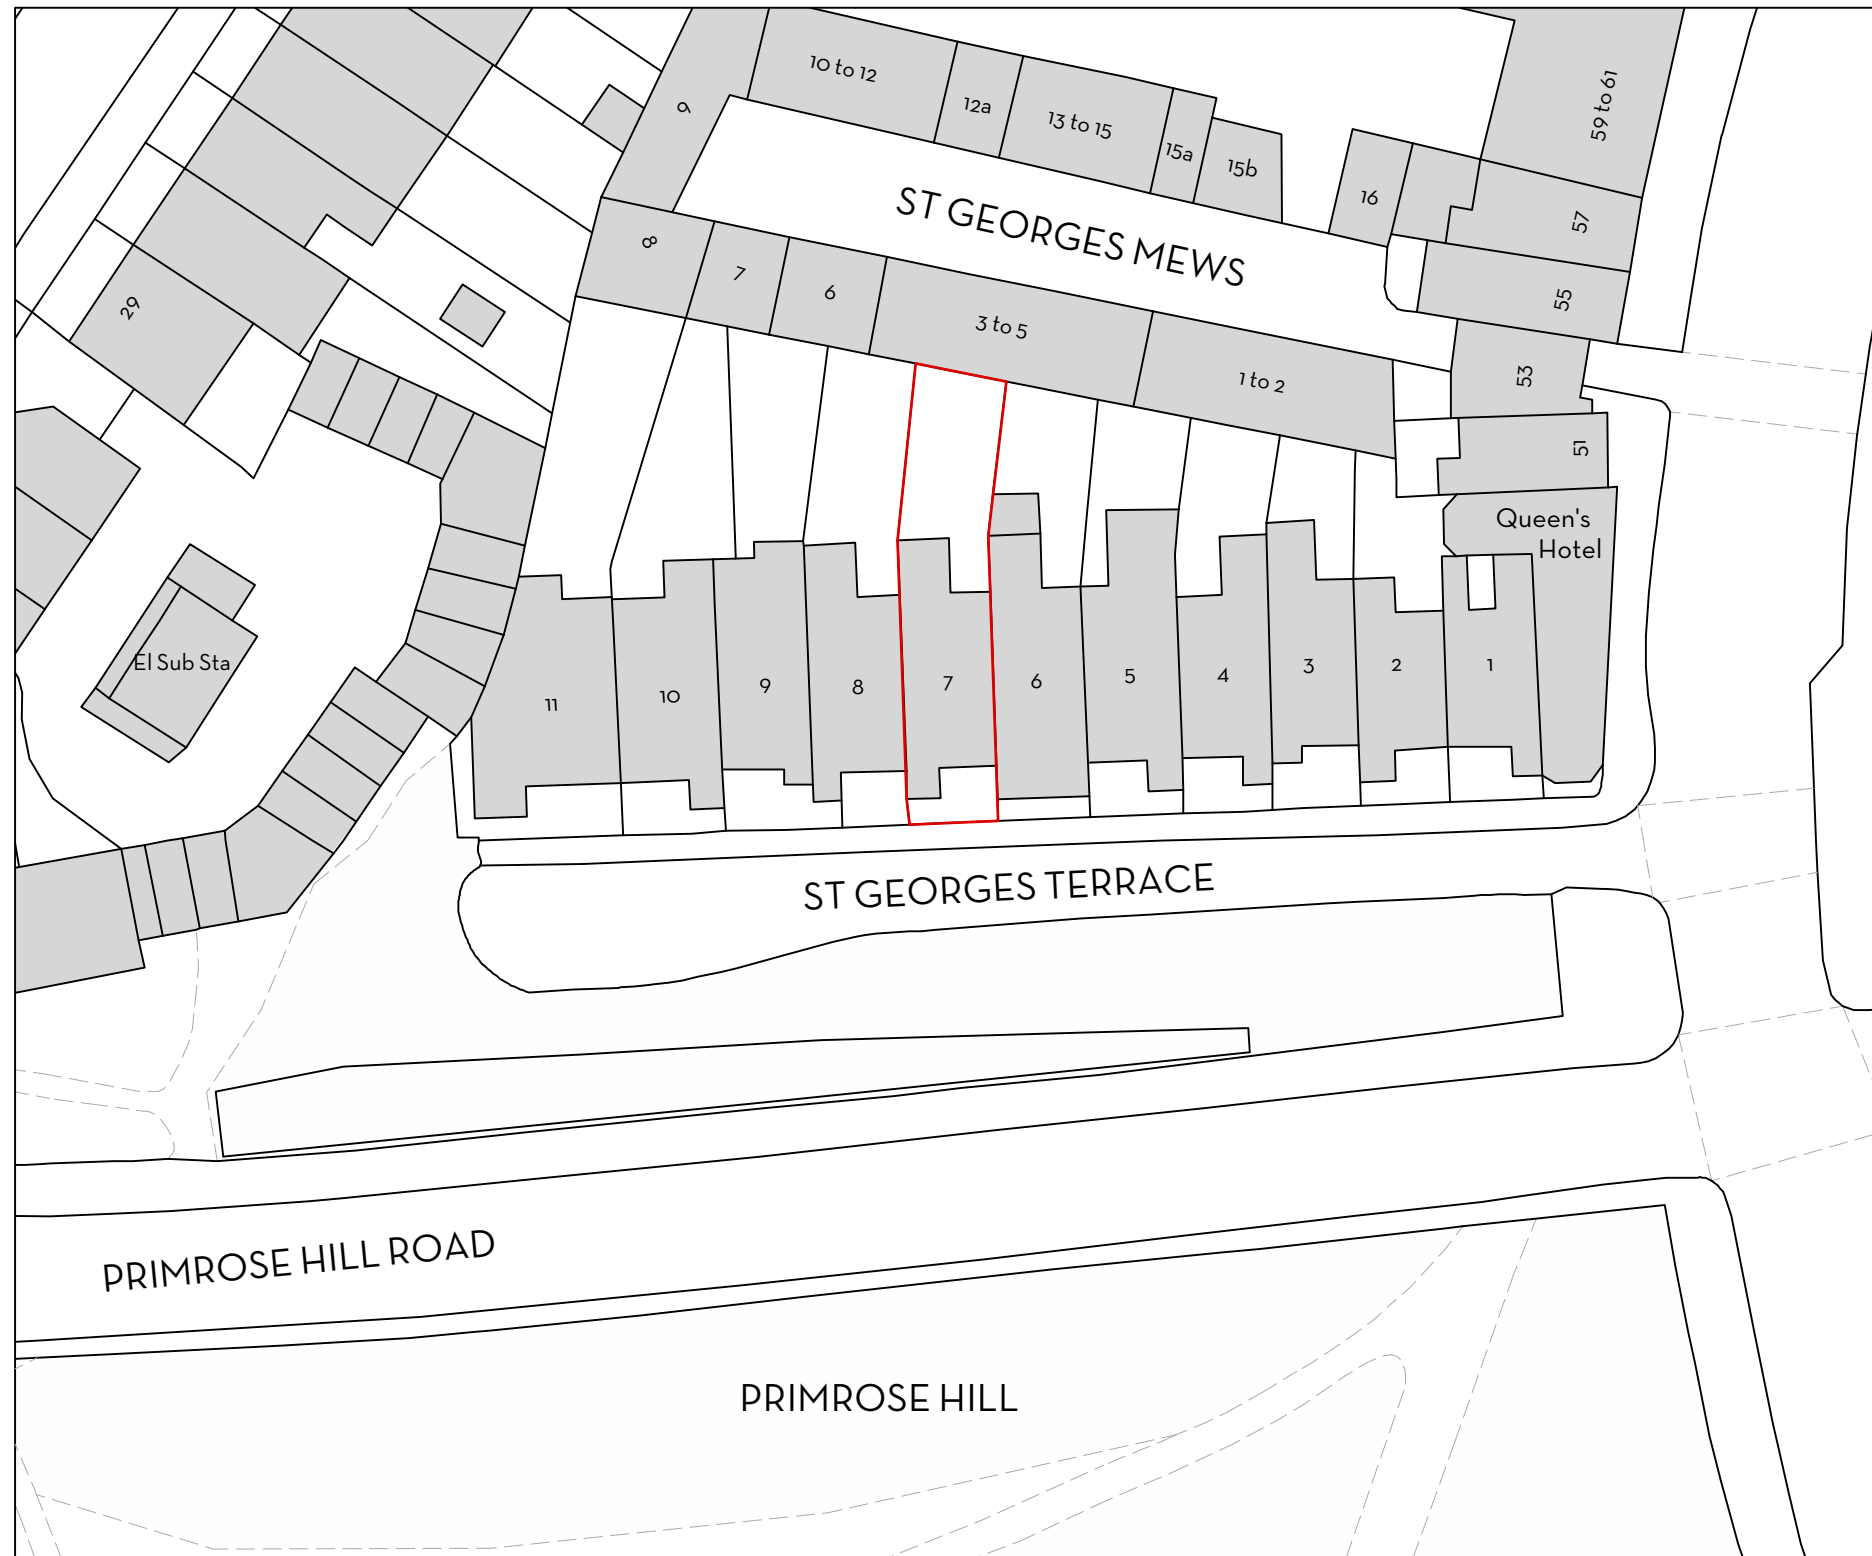 10 to 12
12a
13 to 15
15a
15b
16
59 to 61
57
55
53
51
9
8
7
6
3 to 5
1 to 2
ST GEORGES MEWS
29
El Sub Sta
Queen's
Hotel
11
10
9
8
7
6
5
4
3
2
1
ST GEORGES TERRACE
PRIMROSE HILL ROAD
PRIMROSE HILL